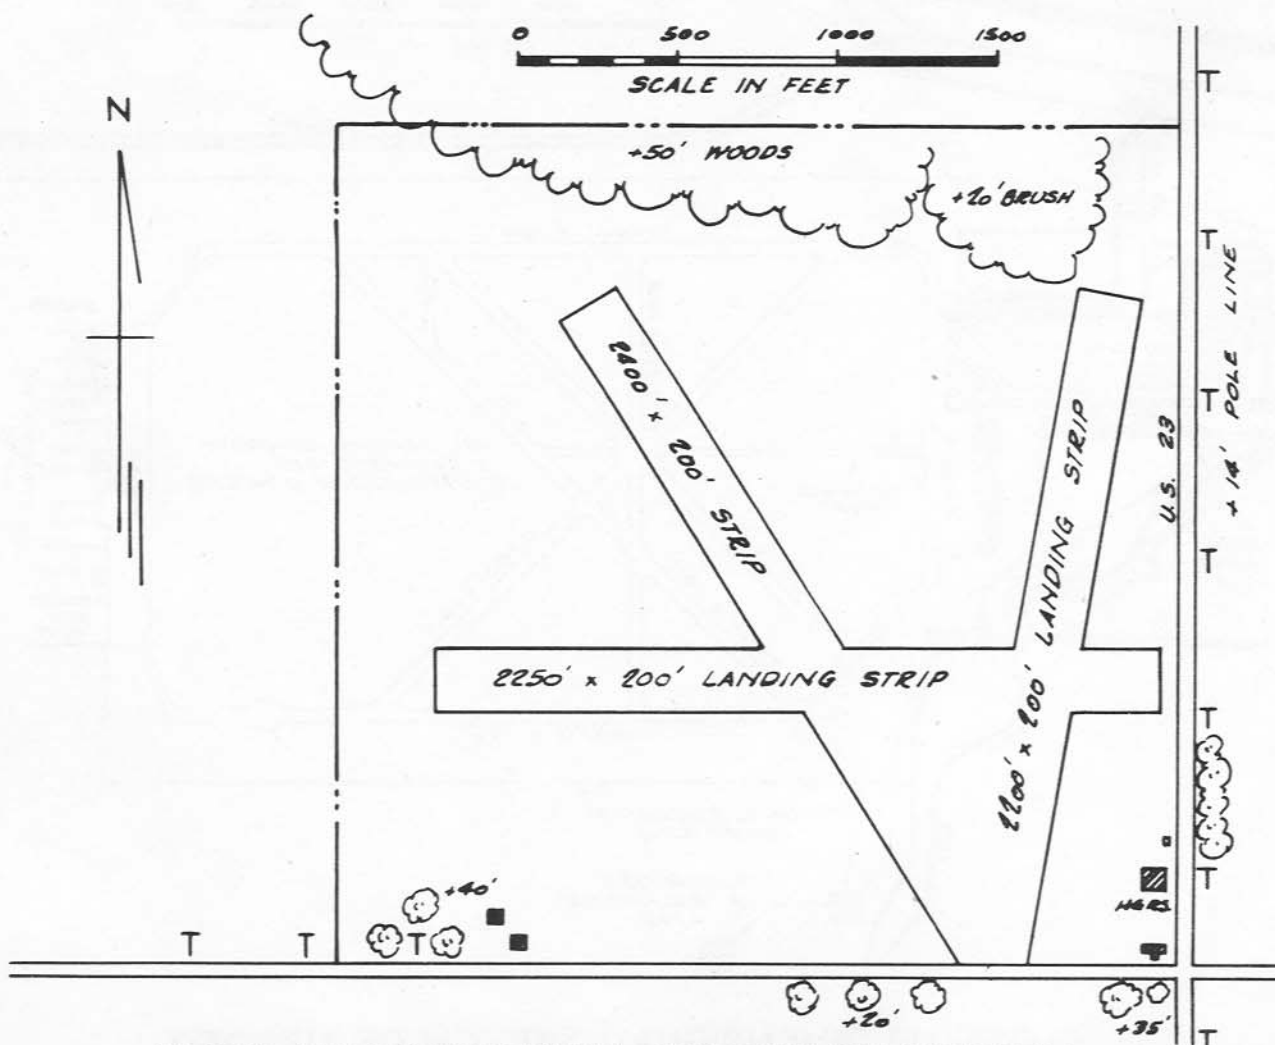 0 500 1000 1500
SCALE IN FEET
N
+50' WOODS
+20' BRUSH
2400' x 200' STRIP
2200' x 200' LANDING STRIP
U.S. 23
+14' POLE LINE
2250' x 200' LANDING STRIP
T
T
T
T
T
T
HGRS.
+40'
T T T
+20'
+35'
T